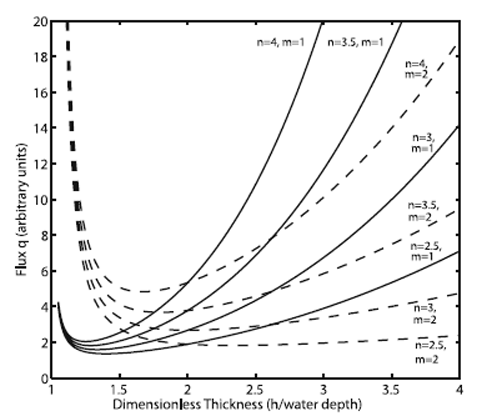 20
18
16
14
12
10
8
6
4
2
0
Flux q (arbitrary units)
n=4, m=1
n=3.5, m=1
n=4,
m=2
n=3,
m=1
n=3.5,
m=2
n=2.5,
m=1
n=3,
m=2
n=2.5,
m=2
1 1.5 2 2.5 3 3.5 4
Dimensionless Thickness (h/water depth)